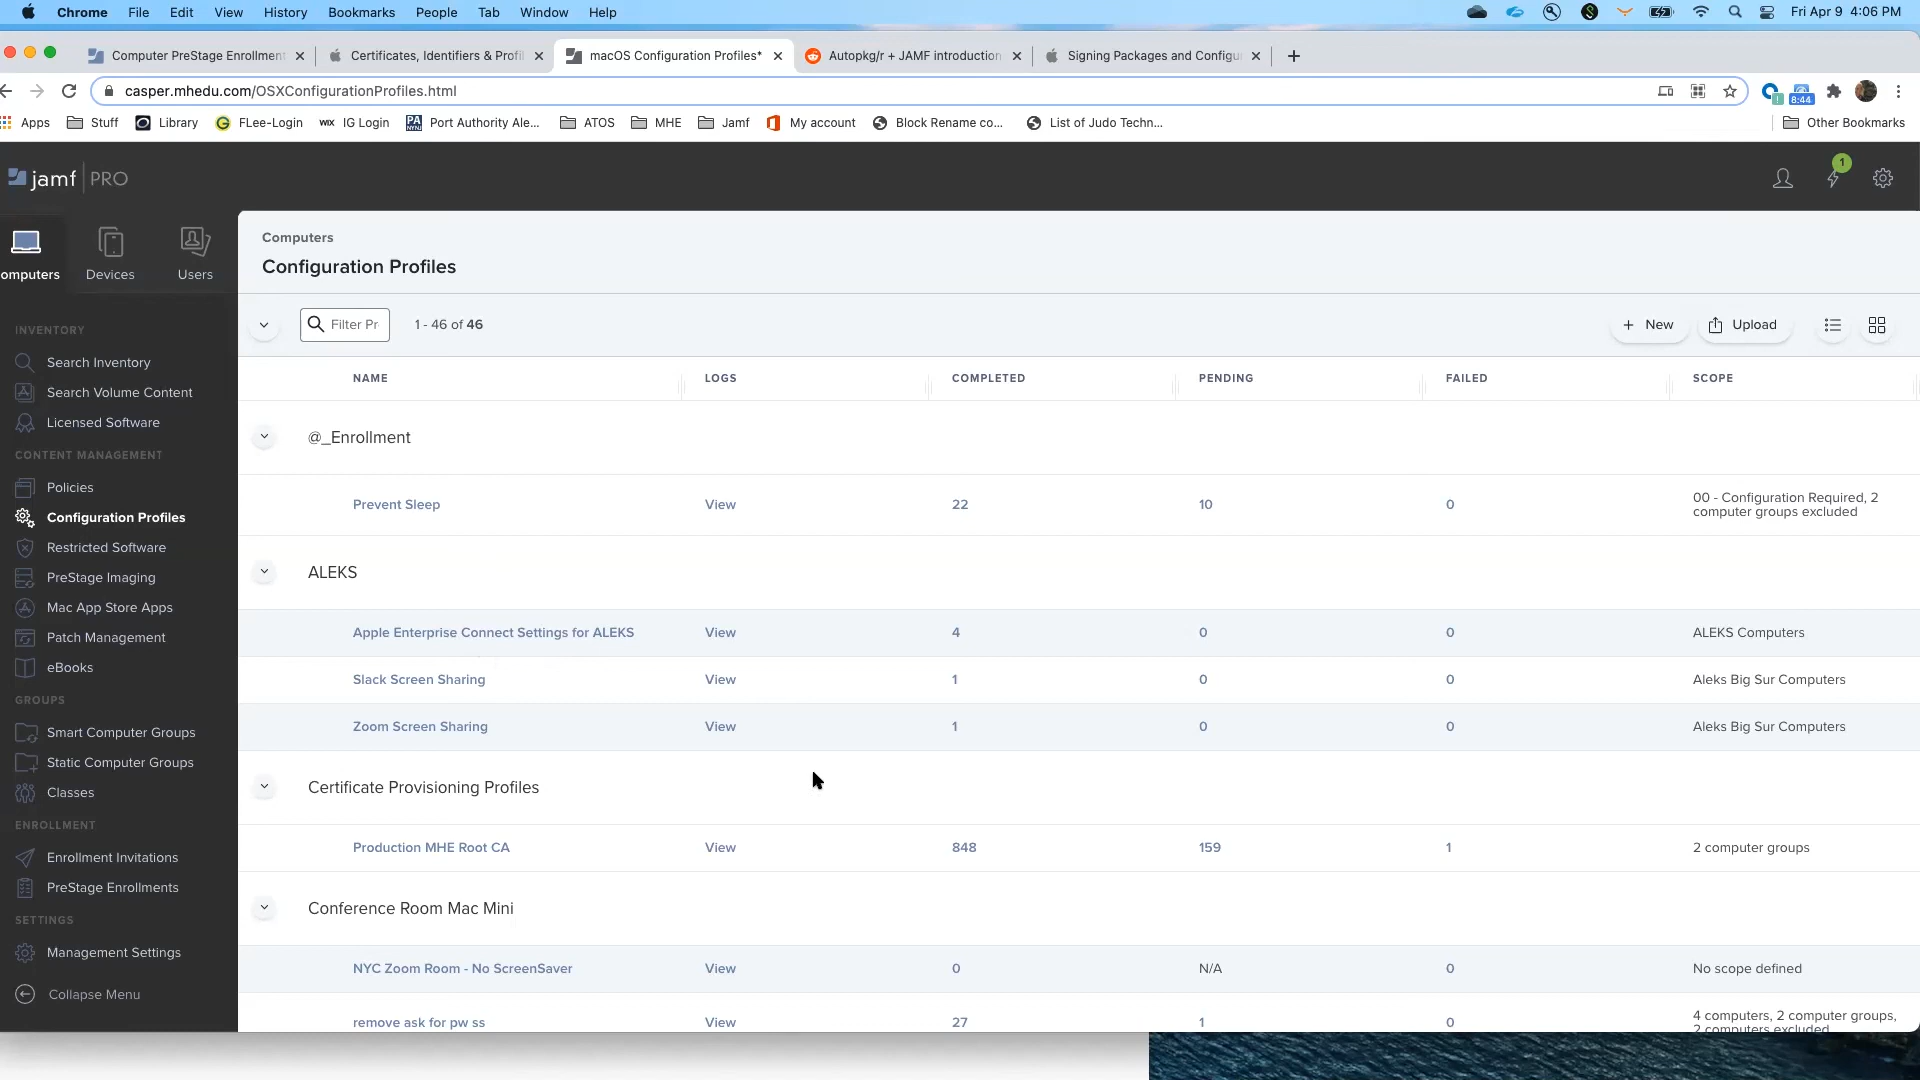 Chrome File Edit View History Bookmarks People Tab Window Help Fri Apr 9 4:06 PM
Computer PreStage Enrollment Certificates, Identifiers & Profil macOS Configuration Profiles* Autopkg/r + JAMF introduction Signing Packages and Configu
casper.mhedu.com/OSXConfigurationProfiles.html 1 8:44
Apps Stuff Library FLee-Login WIX IG Login PA Port Authority Ale... ATOS MHE Jamf My account Block Rename co... List of Judo Techn... Other Bookmarks
jamf PRO 1
omputers Devices Users
Computers
Configuration Profiles
Filter Pr 1 - 46 of 46 + New Upload
NAME LOGS COMPLETED PENDING FAILED SCOPE
@_Enrollment
Prevent Sleep View 22 10 0 00 - Configuration Required, 2
computer groups excluded
ALEKS
Apple Enterprise Connect Settings for ALEKS View 4 0 0 ALEKS Computers
Slack Screen Sharing View 1 0 0 Aleks Big Sur Computers
Zoom Screen Sharing View 1 0 0 Aleks Big Sur Computers
Certificate Provisioning Profiles
Production MHE Root CA View 848 159 1 2 computer groups
Conference Room Mac Mini
NYC Zoom Room - No ScreenSaver View 0 N/A 0 No scope defined
remove ask for pw ss View 27 1 0 4 computers, 2 computer groups,
2 computers excluded
INVENTORY
Search Inventory
Search Volume Content
Licensed Software
CONTENT MANAGEMENT
Policies
Configuration Profiles
Restricted Software
PreStage Imaging
Mac App Store Apps
Patch Management
eBooks
GROUPS
Smart Computer Groups
Static Computer Groups
Classes
ENROLLMENT
Enrollment Invitations
PreStage Enrollments
SETTINGS
Management Settings
Collapse Menu